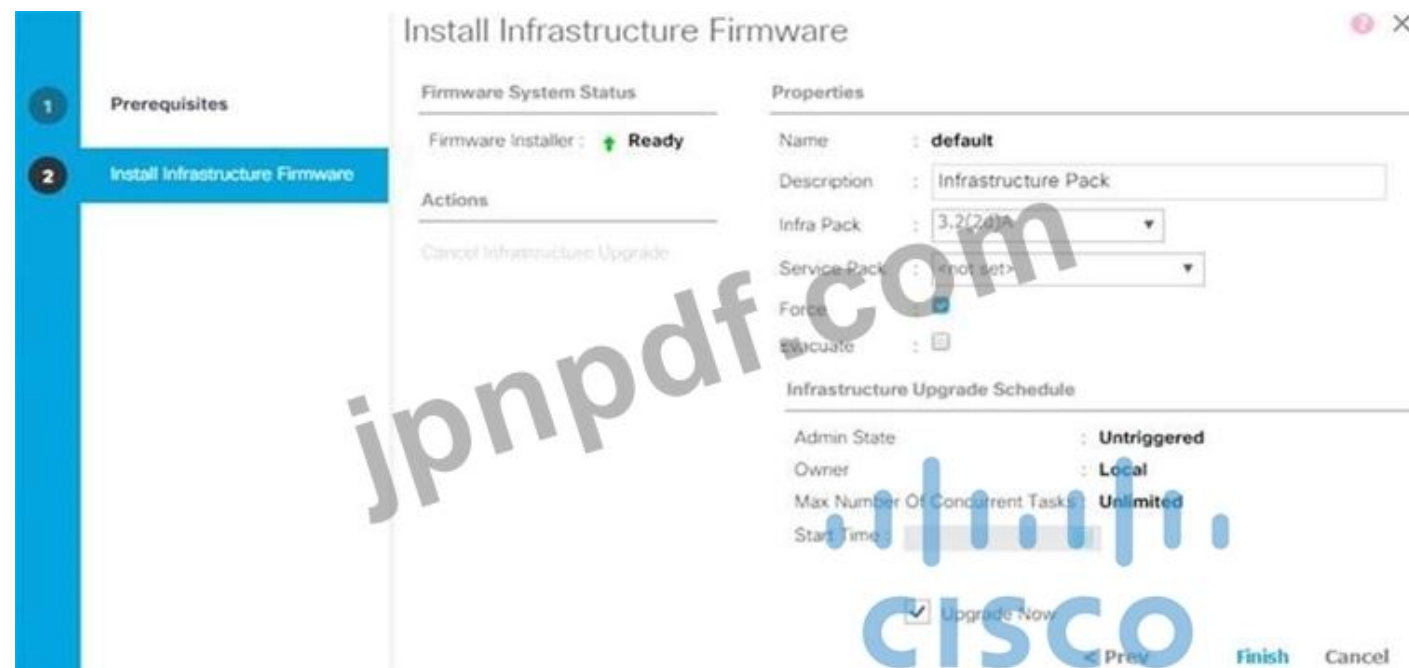 Install Infrastructure Firmware
1 Prerequisites
2 Install Infrastructure Firmware
Firmware System Status
Firmware Installer : Ready
Actions
Cancel Infrastructure Upgrade
Properties
Name : default
Description : Infrastructure Pack
Infra Pack : 3.2(2d)A
Service Pack : <not set>
Force :
Evacuate :
Infrastructure Upgrade Schedule
Admin State : Untriggered
Owner : Local
Max Number Of Concurrent Tasks : Unlimited
Start Time :
Upgrade Now
< Prev Finish Cancel
jpnpdf.com
CISCO